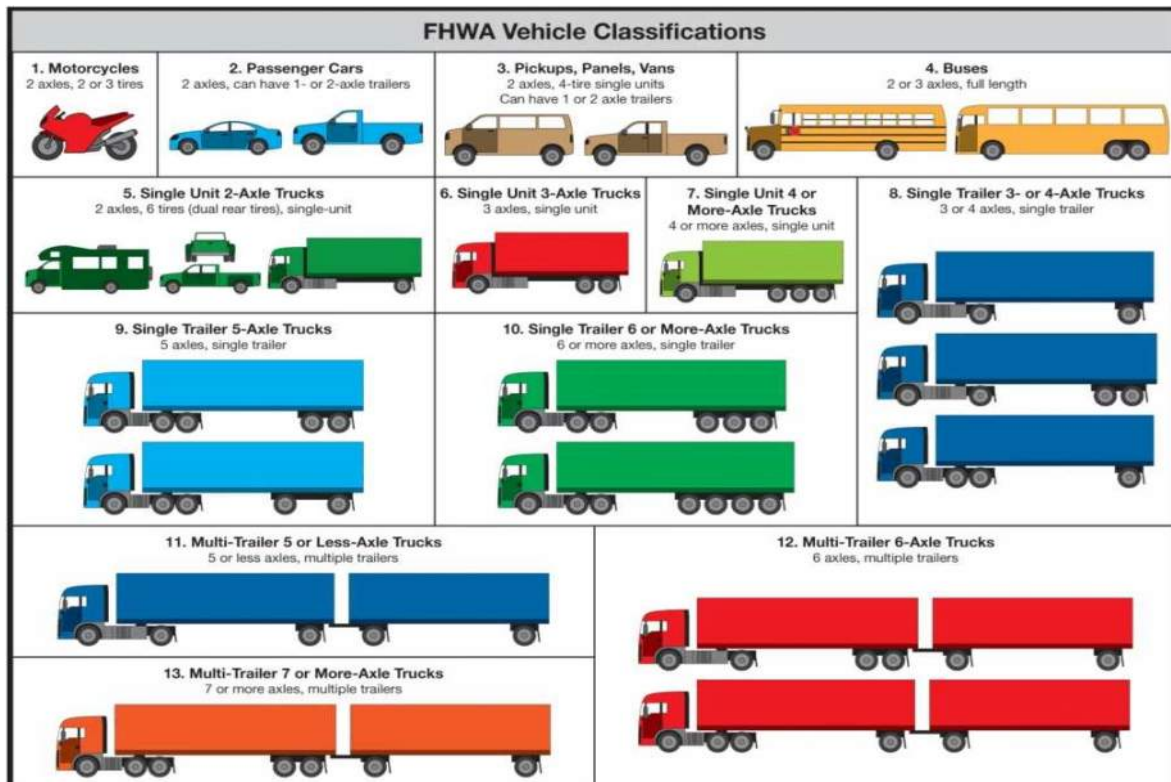 FHWA Vehicle Classifications
1. Motorcycles
2 axles, 2 or 3 tires
2. Passenger Cars
2 axles, can have 1- or 2-axle trailers
3. Pickups, Panels, Vans
2 axles, 4-tire single units
Can have 1 or 2 axle trailers
4. Buses
2 or 3 axles, full length
5. Single Unit 2-Axle Trucks
2 axles, 6 tires (dual rear tires), single-unit
6. Single Unit 3-Axle Trucks
3 axles, single unit
7. Single Unit 4 or
More-Axle Trucks
4 or more axles, single unit
8. Single Trailer 3- or 4-Axle Trucks
3 or 4 axles, single trailer
9. Single Trailer 5-Axle Trucks
5 axles, single trailer
10. Single Trailer 6 or More-Axle Trucks
6 or more axles, single trailer
11. Multi-Trailer 5 or Less-Axle Trucks
5 or less axles, multiple trailers
12. Multi-Trailer 6-Axle Trucks
6 axles, multiple trailers
13. Multi-Trailer 7 or More-Axle Trucks
7 or more axles, multiple trailers